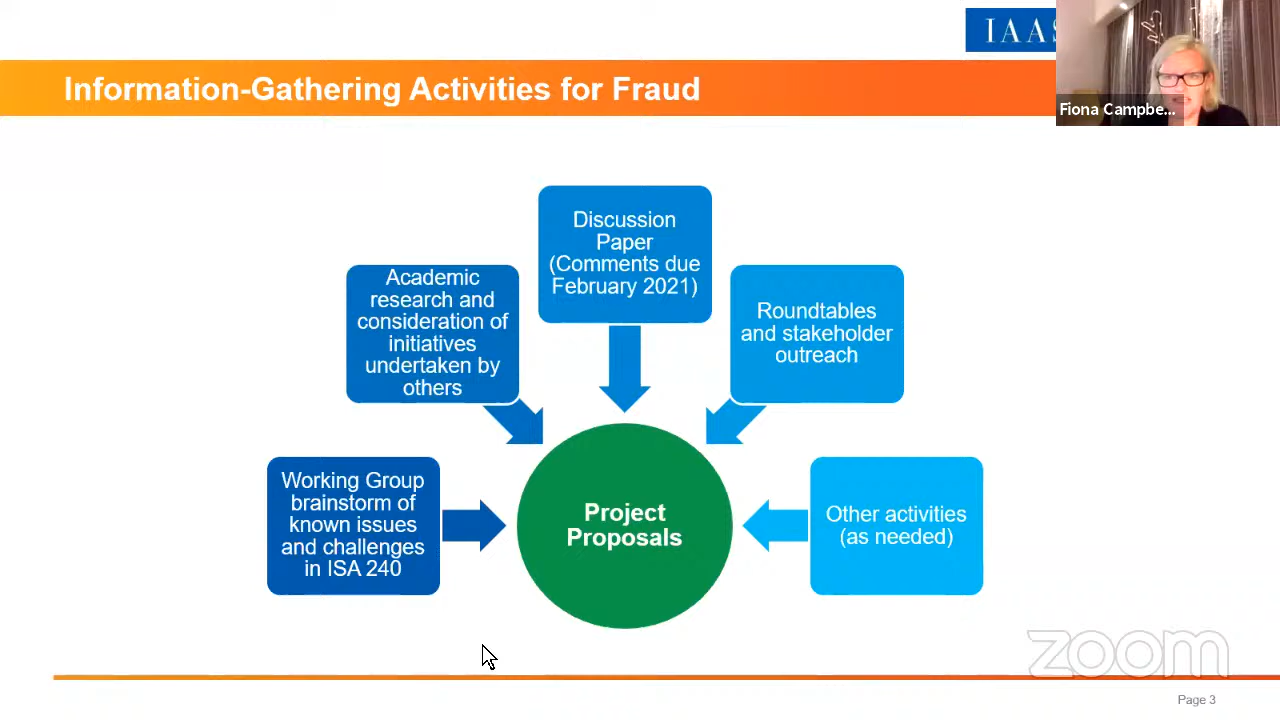 IAAS
Information-Gathering Activities for Fraud
Fiona Campbe...
Discussion
Paper
(Comments due
February 2021)
Academic
research and
consideration of
initiatives
undertaken by
others
Roundtables
and stakeholder
outreach
Working Group
brainstorm of
known issues
and challenges
in ISA 240
Project
Proposals
Other activities
(as needed)
zoom
Page 3